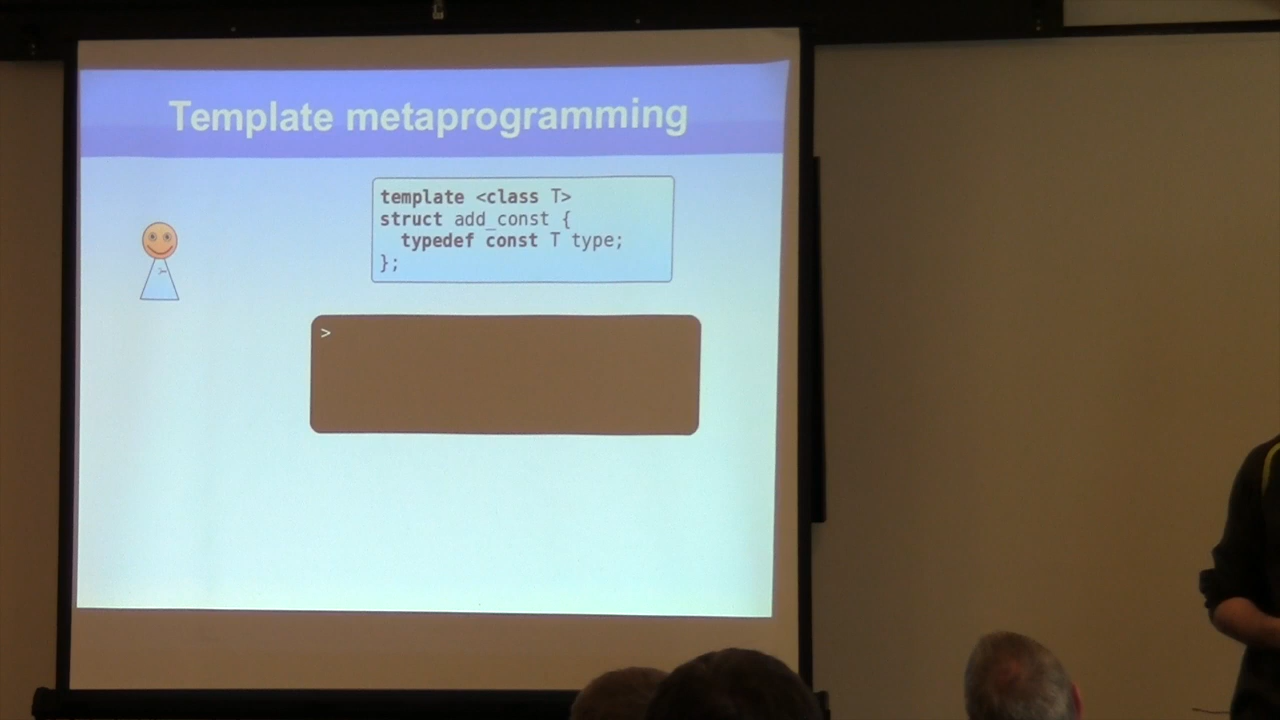 Template metaprogramming
template <class T>
struct add_const {
  typedef const T type;
};
>